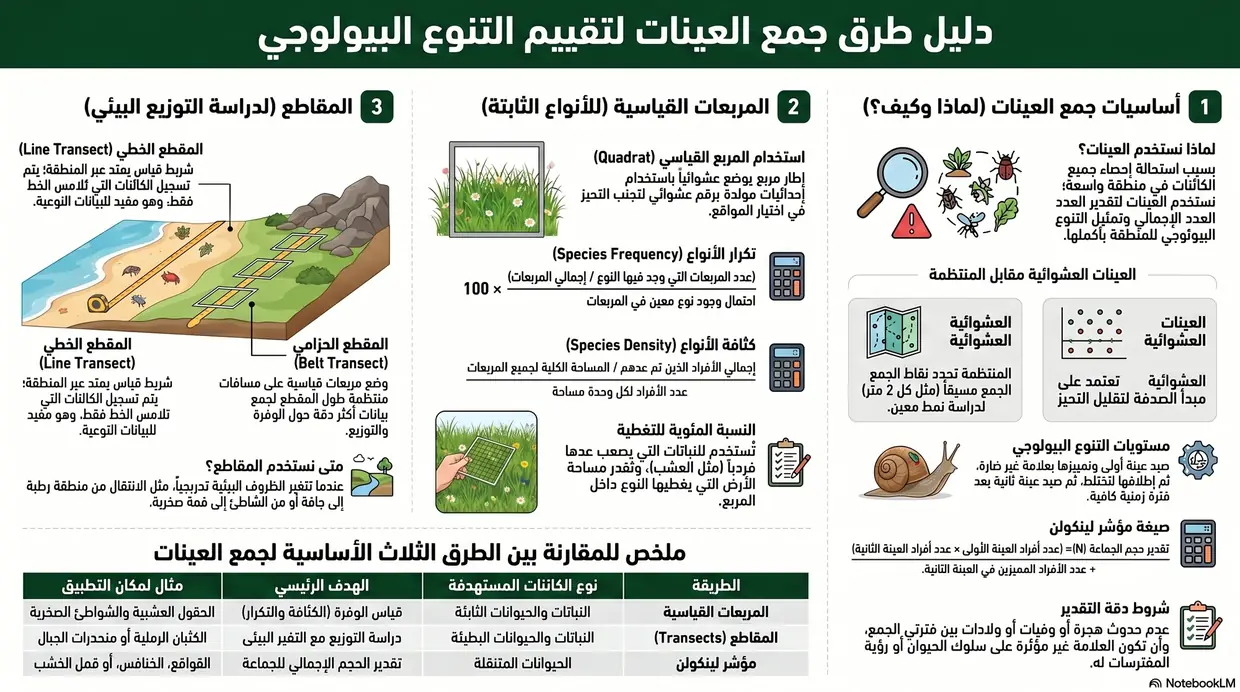 دليل طرق جمع العينات لتقييم التنوع البيولوجي
1 أساسيات جمع العينات (لماذا وكيف؟)
لماذا نستخدم العينات؟
بسبب استحالة إحصاء جميع
الكائنات في منطقة واسعة؛
نستخدم العينات لتقدير العدد
العدد الإجمالي وتمثيل التنوع
البيولوجي للمنطقة بأكملها.
العينات العشوائية مقابل المنتظمة
العينات
العشوائية
العشوائية تعتمد على
مبدأ الصدفة لتقليل التحيز
العشوائية
العشوائية
المنتظمة تحدد نقاط الجمع
الجمع مسبقاً (مثل كل 2 متر)
لدراسة نمط معين.
مستويات التنوع البيولوجي
صيد عينة أولى وتمييزها بعلامة غير ضارة،
ثم إطلاقها لتختلط، ثم صيد عينة ثانية بعد
فترة زمنية كافية.
صيغة مؤشر لينكولن
تقدير حجم الجماعة (N) = (عدد أفراد العينة الأولى × عدد أفراد العينة الثانية)
+ عدد الأفراد المميزين في العينة الثانية.
شروط دقة التقدير
عدم حدوث هجرة أو وفيات أو ولادات بين فترتي الجمع،
وأن تكون العلامة غير مؤثرة على سلوك الحيوان أو رؤية
المفترسات له.
2 المربعات القياسية (للأنواع الثابتة)
استخدام المربع القياسي (Quadrat)
إطار مربع يوضع عشوائياً باستخدام
إحداثيات مولدة برقم عشوائي لتجنب التحيز
في اختيار المواقع.
تكرار الأنواع (Species Frequency)
(عدد المربعات التي وجد فيها النوع / إجمالي المربعات)
× 100
احتمال وجود نوع معين في المربعات
كثافة الأنواع (Species Density)
إجمالي الأفراد الذين تم عدهم / المساحة الكلية لجميع المربعات
عدد الأفراد لكل وحدة مساحة
النسبة المئوية للتغطية
تُستخدم للنباتات التي يصعب عدها
فردياً (مثل العشب)، وتقدر مساحة
الأرض التي يغطيها النوع داخل
المربع.
3 المقاطع (لدراسة التوزيع البيئي)
المقطع الخطي (Line Transect)
شريط قياس يمتد عبر المنطقة؛ يتم
تسجيل الكائنات التي تلامس الخط
فقط، وهو مفيد للبيانات النوعية.
المقطع الحزامي
(Belt Transect)
وضع مربعات قياسية على مسافات
منتظمة طول المقطع لجمع
بيانات أكثر دقة حول الوفرة
والتوزيع.
المقطع الخطي
(Line Transect)
شريط قياس يمتد عبر المنطقة؛
يتم تسجيل الكائنات التي
تلامس الخط فقط، وهو مفيد
للبيانات النوعية.
متى نستخدم المقاطع؟
عندما تتغير الظروف البيئية تدريجياً، مثل الانتقال من منطقة رطبة
إلى جافة أو من الشاطئ إلى قمة صخرية.
ملخص للمقارنة بين الطرق الثلاث الأساسية لجمع العينات
الطريقة نوع الكائنات المستهدفة الهدف الرئيسي مثال لمكان التطبيق
المربعات القياسية النباتات والحيوانات الثابتة قياس الوفرة (الكثافة والتكرار) الحقول العشبية والشواطئ الصخرية
المقاطع (Transects) النباتات والحيوانات البطيئة دراسة التوزيع مع التغير البيئي الكثبان الرملية أو منحدرات الجبال
مؤشر لينكولن الحيوانات المتنقلة تقدير الحجم الإجمالي للجماعة القواقع، الخنافس، أو قمل الخشب
NotebookLM